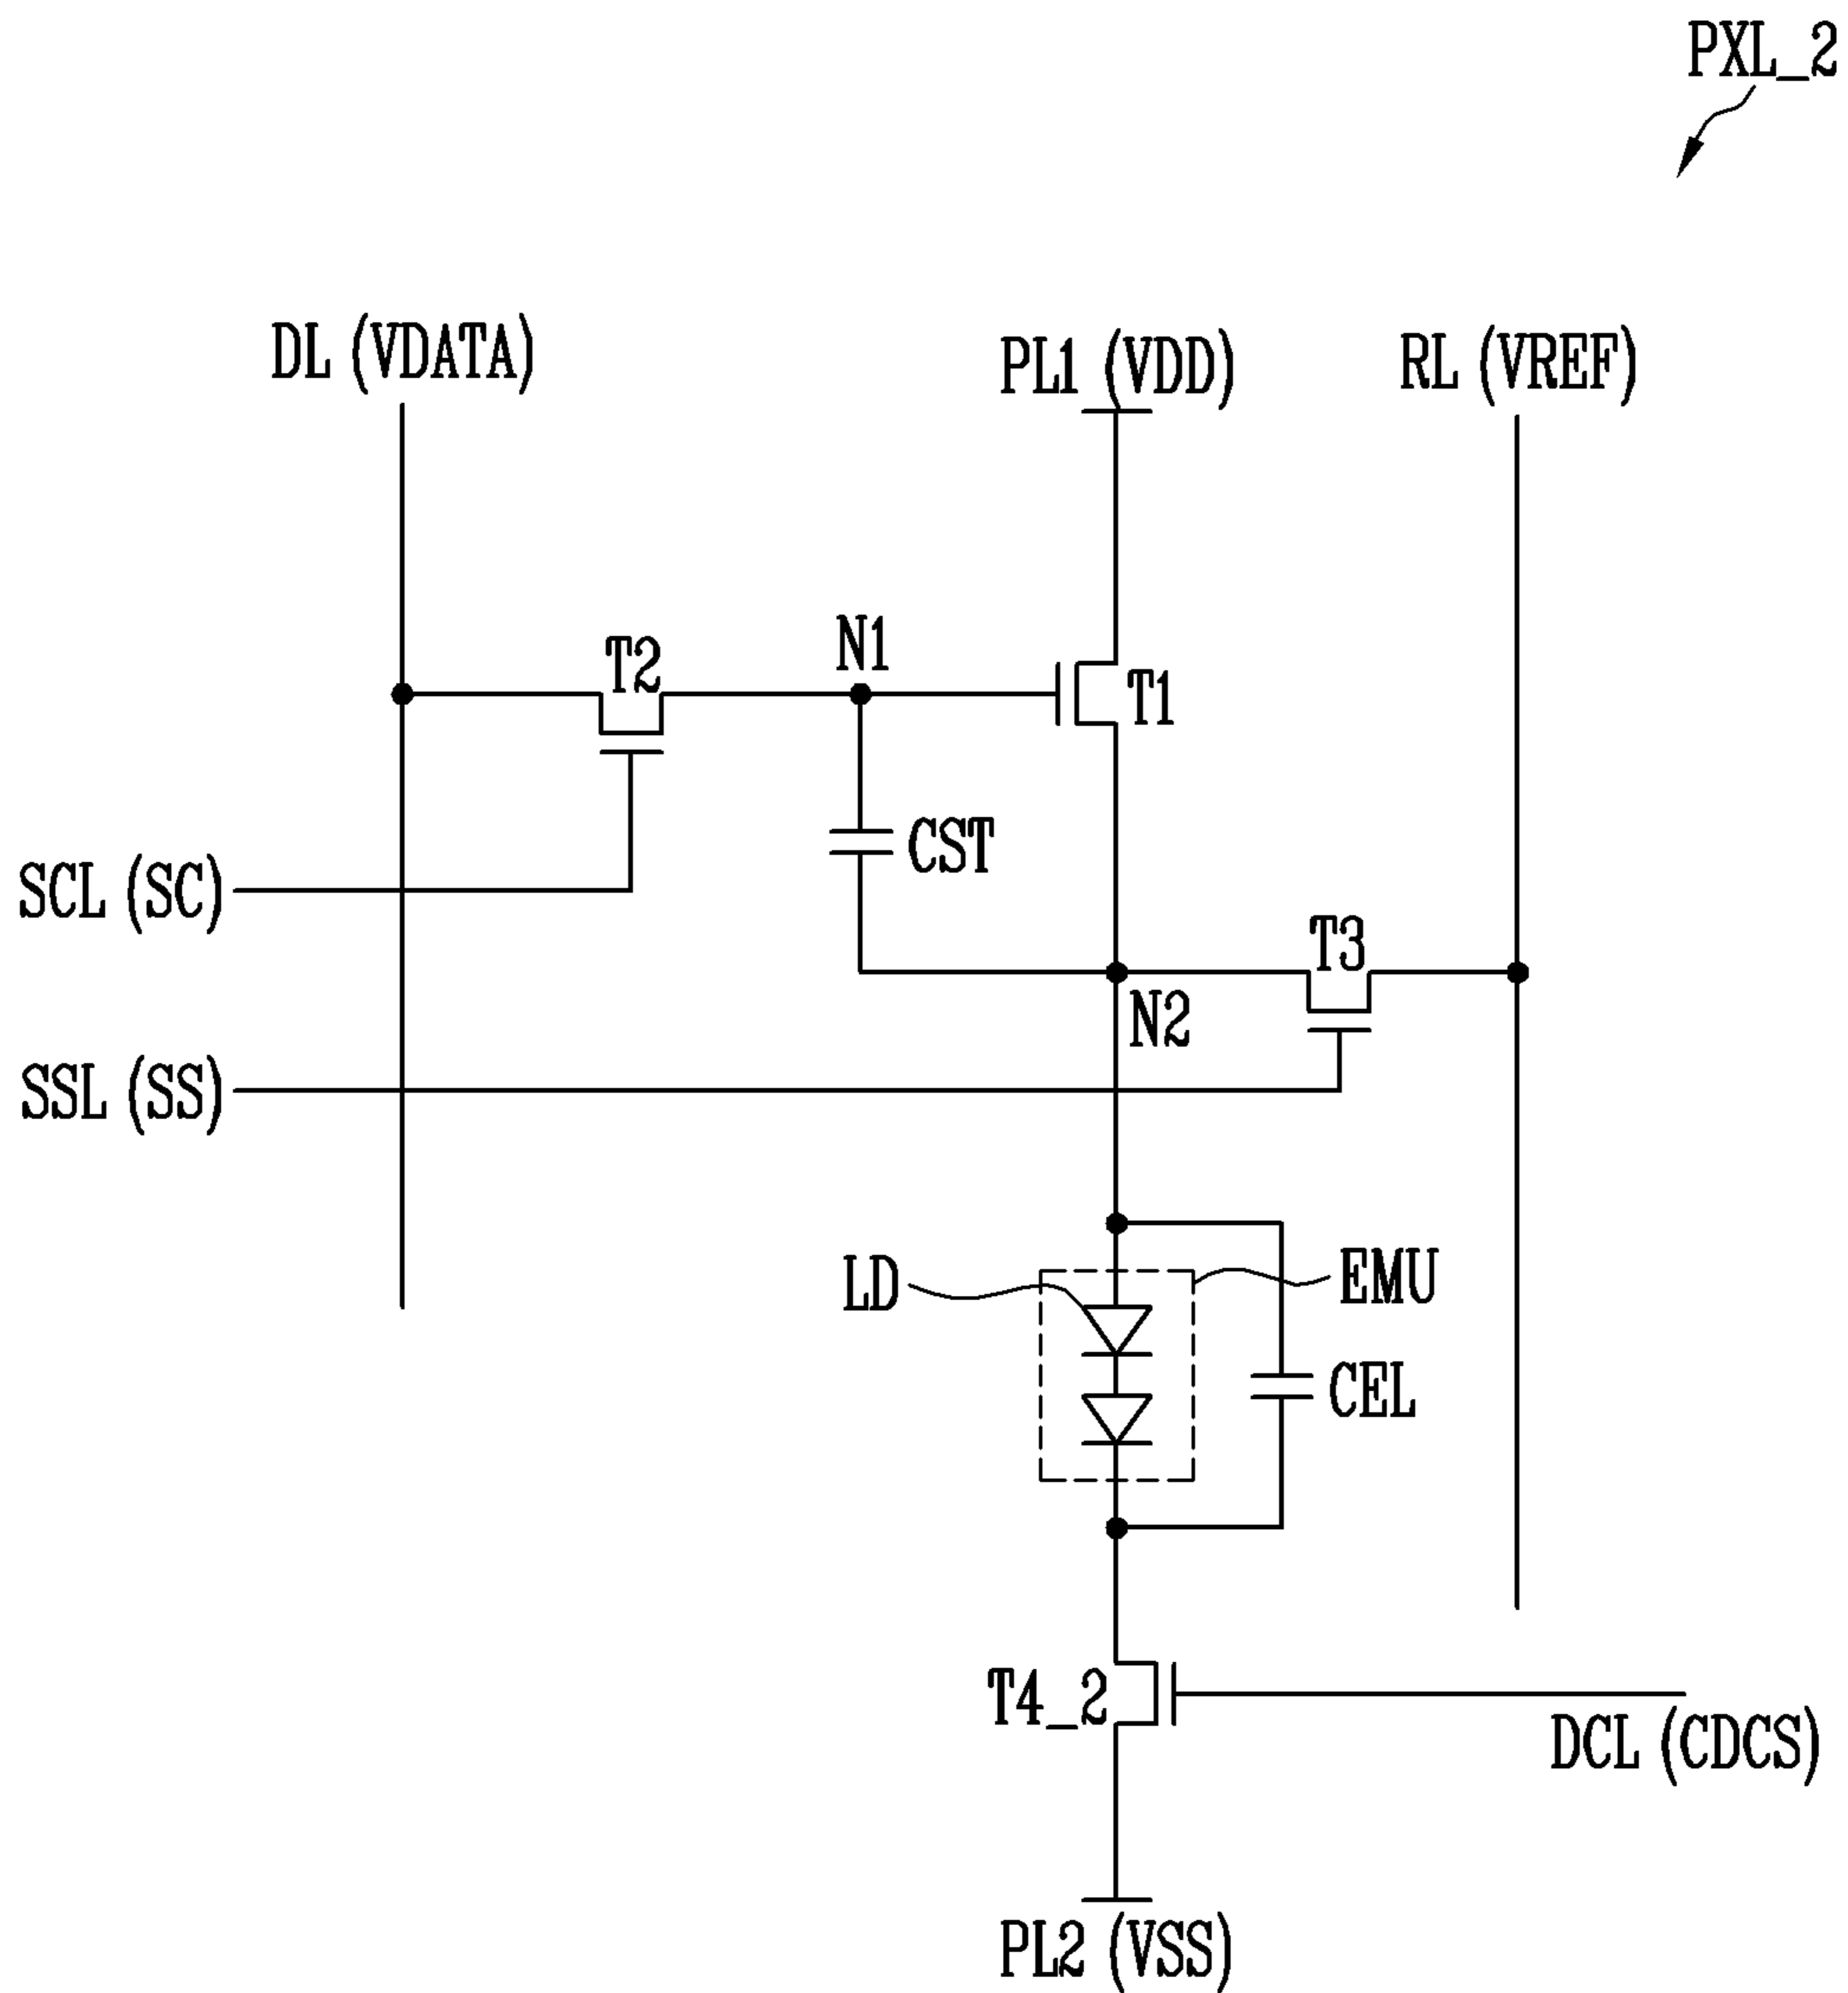 PXL_2
DL (VDATA)
PL1 (VDD)
RL (VREF)
T2
N1
T1
CST
SCL (SC)
T3
N2
SSL (SS)
LD
EMU
CEL
T4_2
DCL (CDCS)
PL2 (VSS)